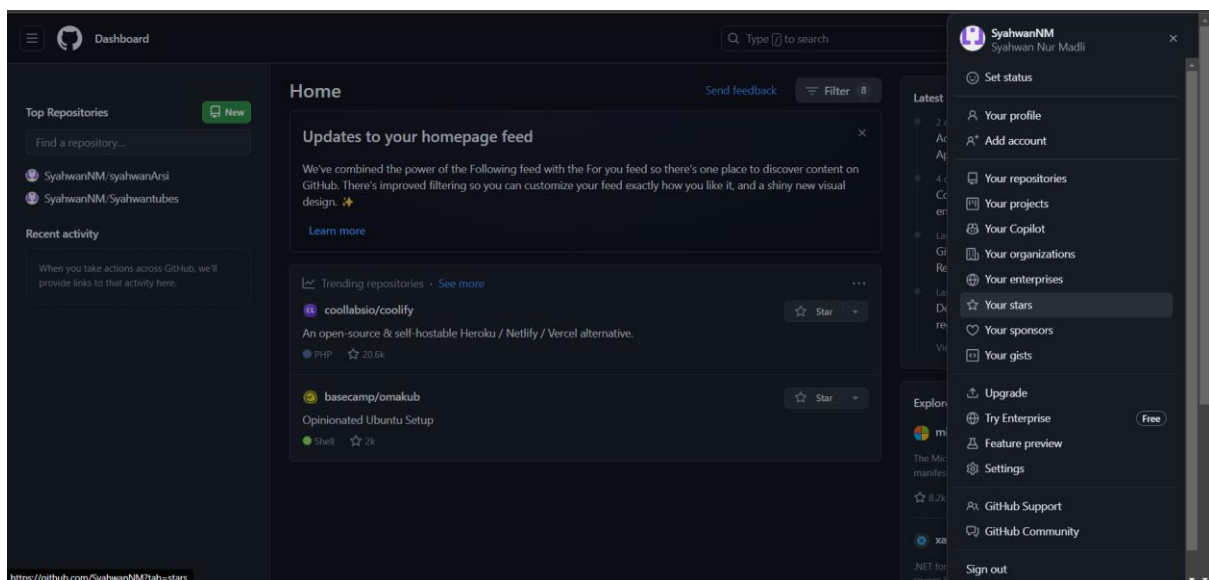 Dashboard
Type / to search
Top Repositories
New
Find a repository...
SyahwanNM/syahwanArsi
SyahwanNM/Syahwantubes
Recent activity
When you take actions across GitHub, we'll
provide links to that activity here.
Home
Send feedback
Filter 8
Updates to your homepage feed
We've combined the power of the Following feed with the For you feed so there's one place to discover content on
GitHub. There's improved filtering so you can customize your feed exactly how you like it, and a shiny new visual
design. ✨
Learn more
Trending repositories · See more
coollabsio/coolify
Star
An open-source & self-hostable Heroku / Netlify / Vercel alternative.
PHP 20.6k
basecamp/omakub
Star
Opinionated Ubuntu Setup
Shell 2k
Latest
Explor
The Mic
manifes
8.2k
.NET for
SyahwanNM
Syahwan Nur Madli
Set status
Your profile
Add account
Your repositories
Your projects
Your Copilot
Your organizations
Your enterprises
Your stars
Your sponsors
Your gists
Upgrade
Try Enterprise Free
Feature preview
Settings
GitHub Support
GitHub Community
Sign out
https://github.com/SyahwanNM?tab=stars